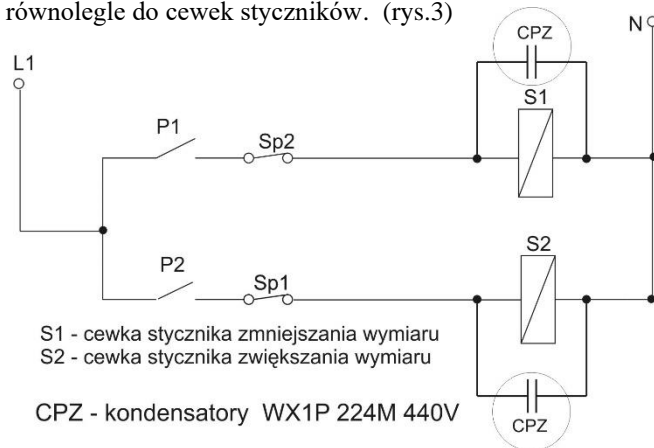 równolegle do cewek styczników. (rys.3)
CPZ
N
L1
S1
P1
Sp2
S2
P2
Sp1
S1 - cewka stycznika zmniejszania wymiaru
S2 - cewka stycznika zwiększania wymiaru
CPZ - kondensatory WX1P 224M 440V
CPZ